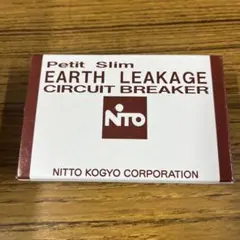 Petit Slim
EARTH LEAKAGE
CIRCUIT BREAKER
NiTO
NITTO KOGYO CORPORATION